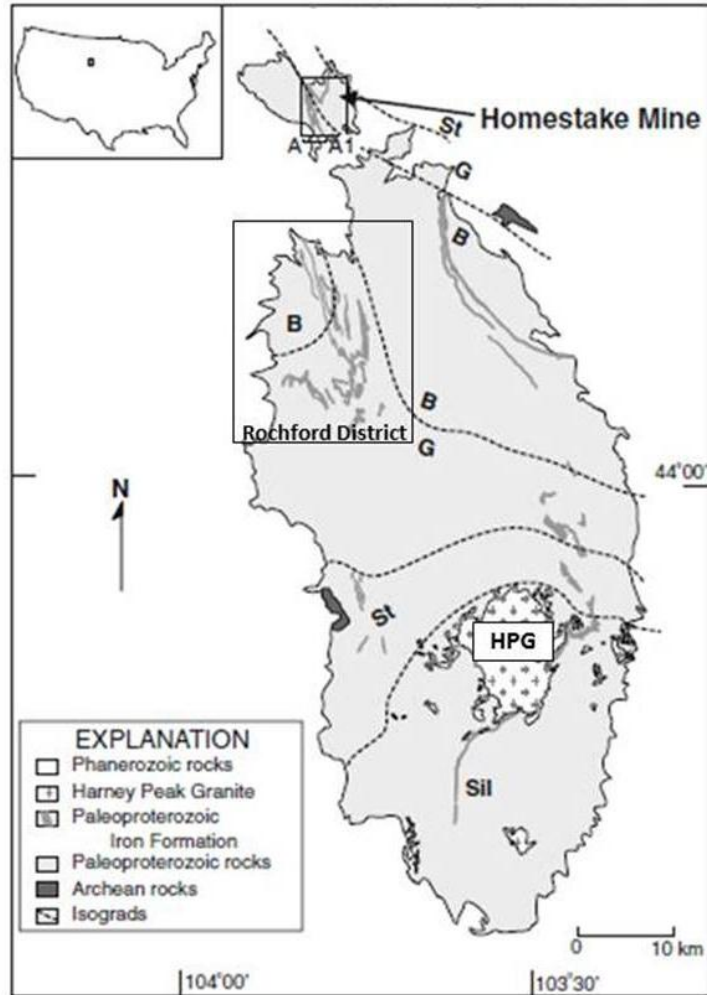 Homestake Mine
St
A A1
G
B
B
B
Rochford District
G
44°00'
N
St
HPG
Sil
EXPLANATION
Phanerozoic rocks
Harney Peak Granite
Paleoproterozoic
Iron Formation
Paleoproterozoic rocks
Archean rocks
Isograds
0 10 km
104°00'
103°30'